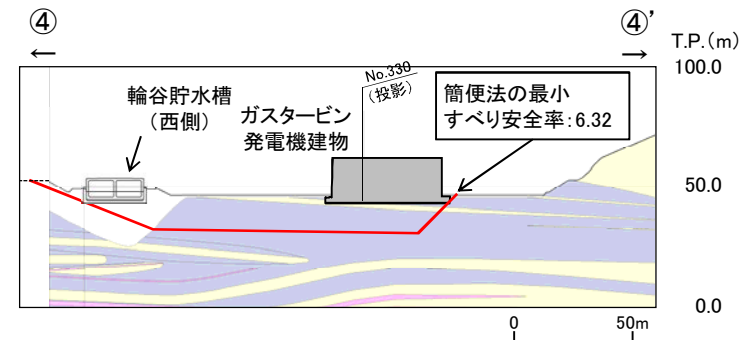 ④
④'
T.P.(m)
100.0
No.330
(投影)
輪谷貯水槽
(西側)
ガスタービン
発電機建物
簡便法の最小
すべり安全率:6.32
50.0
0.0
0
50m